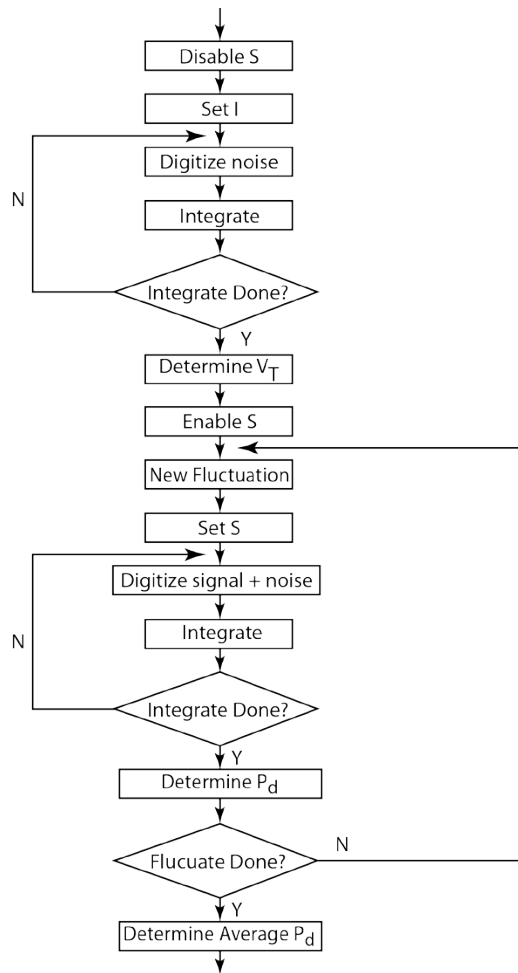 Disable S
Set I
Digitize noise
N
Integrate
Integrate Done?
Y
Determine V_T
Enable S
New Fluctuation
Set S
Digitize signal + noise
N
Integrate
Integrate Done?
Y
Determine P_d
Flucuate Done?
N
Y
Determine Average P_d